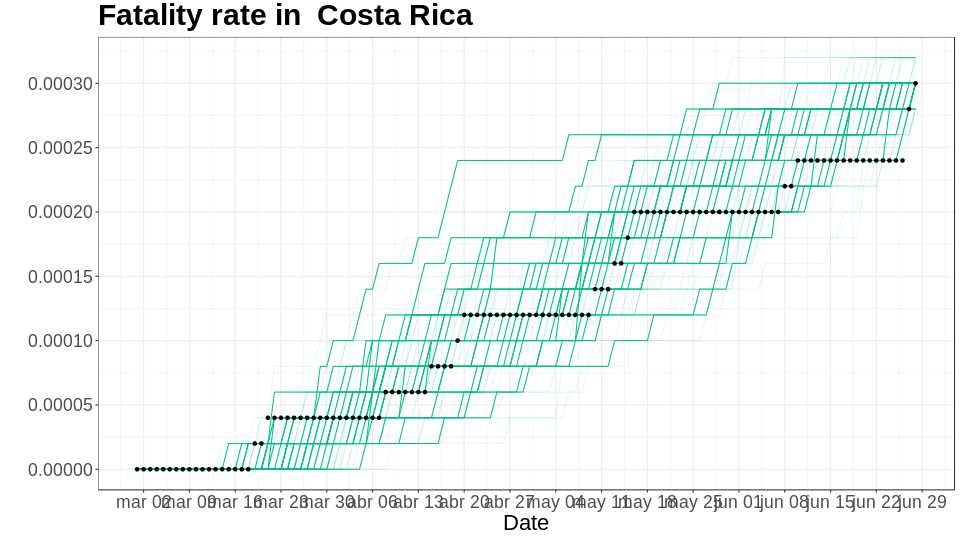 Fatality rate in  Costa Rica
0.00030
0.00025
0.00020
0.00015
0.00010
0.00005
0.00000
mar 02 mar 09 mar 16 mar 23 mar 30 abr 06 abr 13 abr 20 abr 27 may 04 may 11 may 18 may 25 jun 01 jun 08 jun 15 jun 22 jun 29
Date